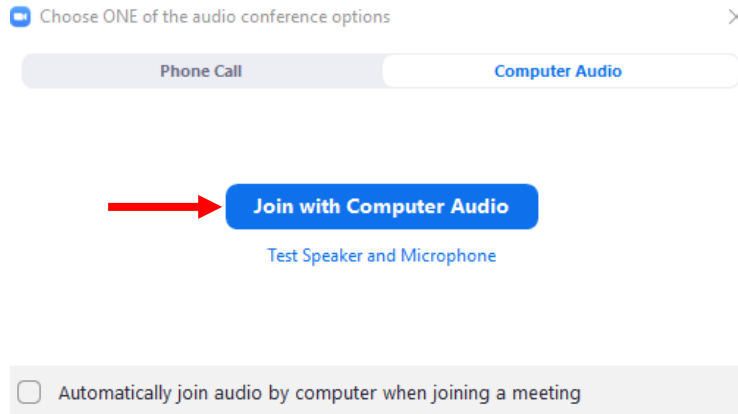 Choose ONE of the audio conference options
Phone Call
Computer Audio
Join with Computer Audio
Test Speaker and Microphone
Automatically join audio by computer when joining a meeting